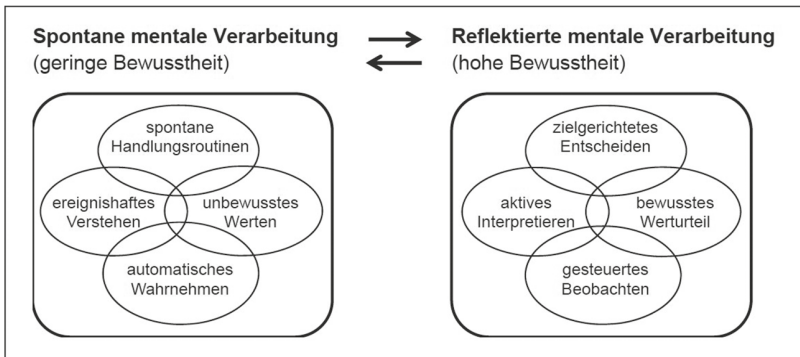 Spontane mentale Verarbeitung
(geringe Bewusstheit)
Reflektierte mentale Verarbeitung
(hohe Bewusstheit)
spontane
Handlungsroutinen
ereignishaftes
Verstehen
unbewusstes
Werten
automatisches
Wahrnehmen
zielgerichtetes
Entscheiden
aktives
Interpretieren
bewusstes
Werturteil
gesteuertes
Beobachten